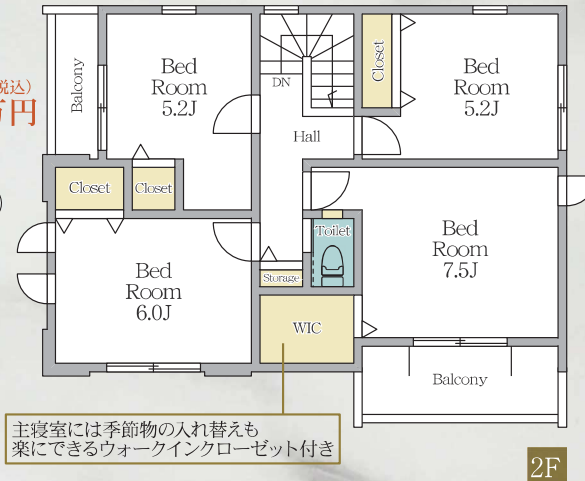 税込)
万円
)
Balcony
Bed
Room
5.2J
DN
Closet
Bed
Room
5.2J
Hall
Closet
Closet
Toilet
Bed
Room
7.5J
Bed
Room
6.0J
Storage
WIC
Balcony
主寝室には季節物の入れ替えも
楽にできるウォークインクローゼット付き
2F